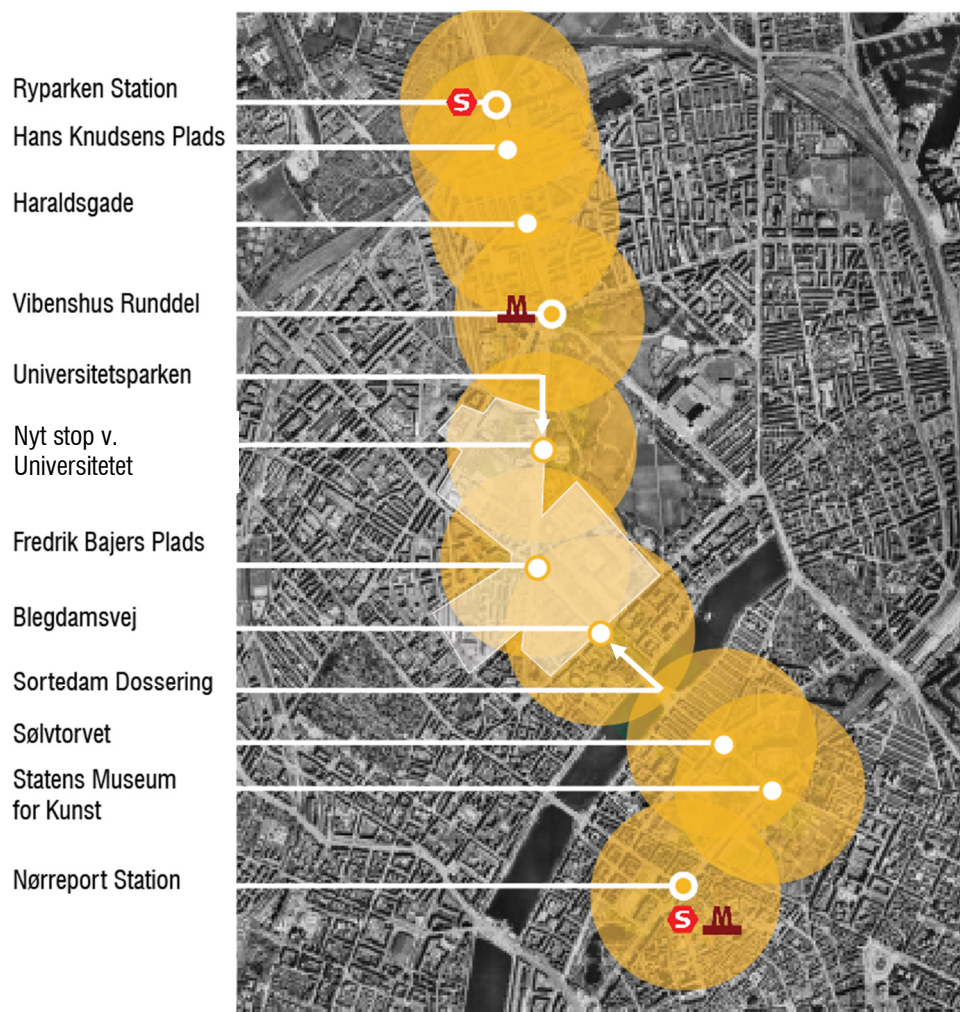 Ryparken Station
S
Hans Knudsens Plads
Haraldsgade
Vibenshus Runddel
M
Universitetsparken
Nyt stop v.
Universitetet
Fredrik Bajers Plads
Blegdamsvej
Sortedam Dossering
Sølvtorvet
Statens Museum
for Kunst
Nørreport Station
S M